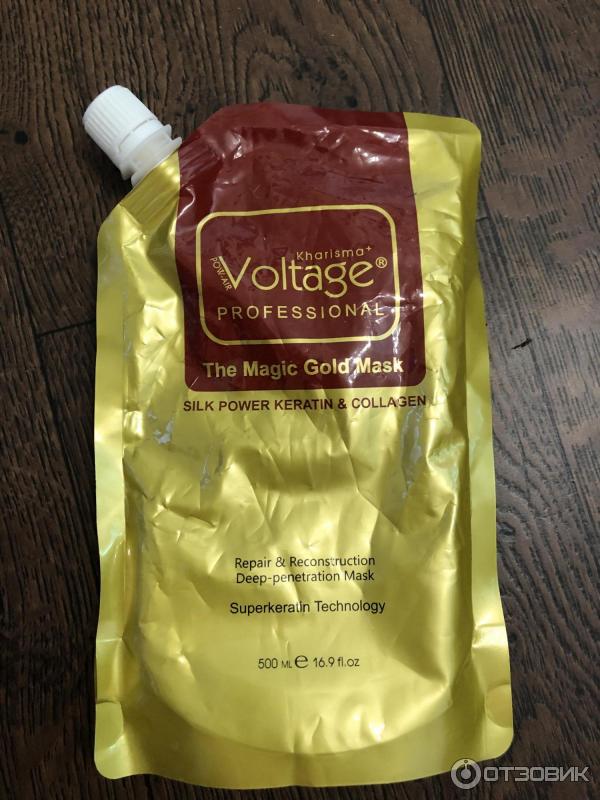 Kharisma+
POW-AIR
Voltage®
PROFESSIONAL
The Magic Gold Mask
SILK POWER KERATIN & COLLAGEN
Repair & Reconstruction
Deep-penetration Mask
Superkeratin Technology
500 ML e 16.9 fl.oz
ОТЗОВИК